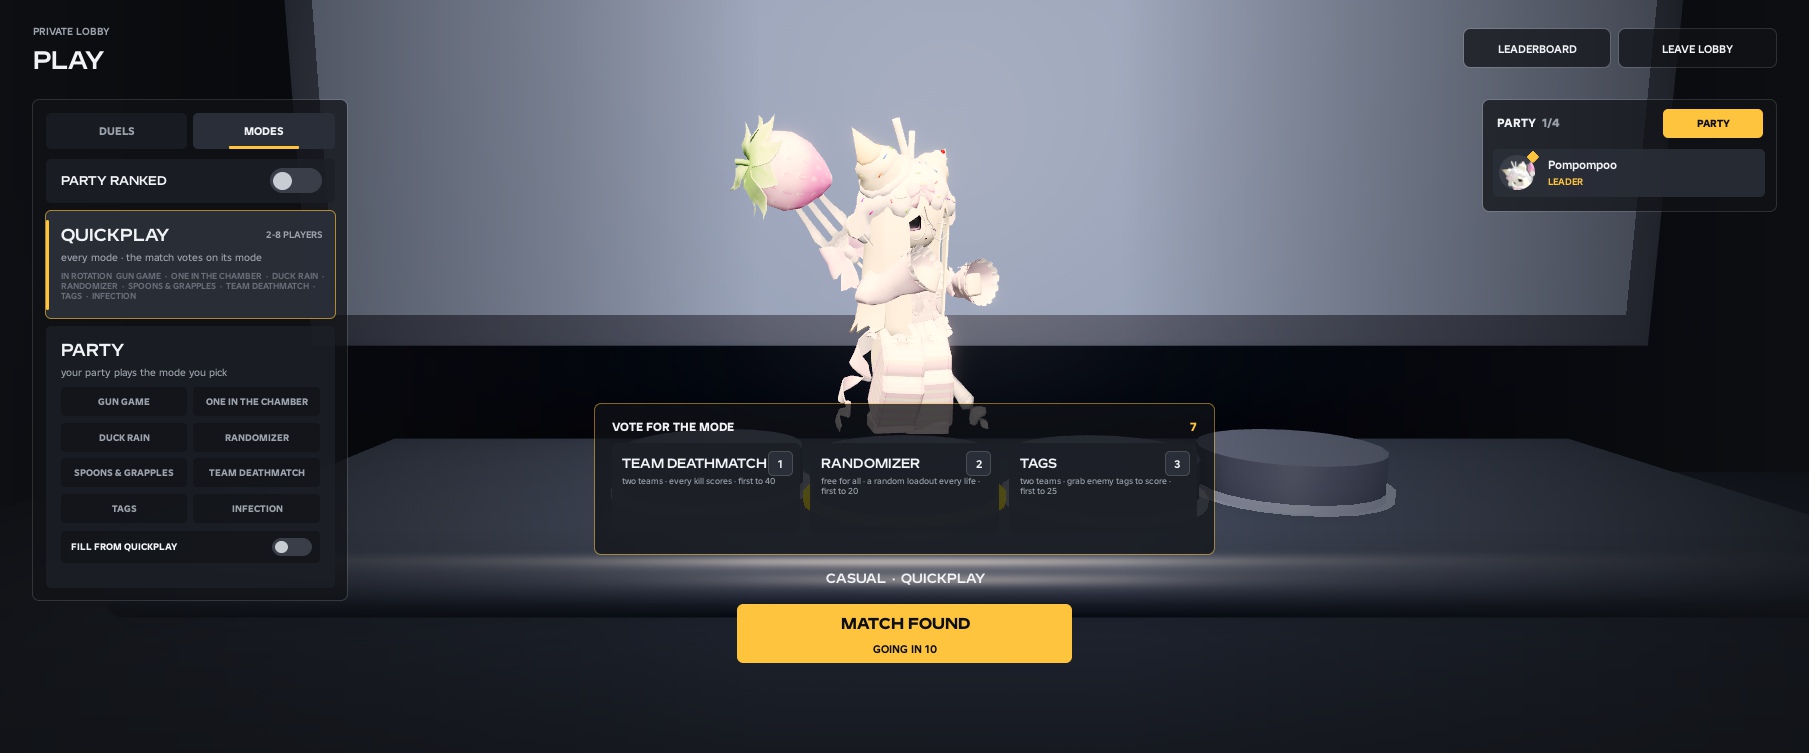 PRIVATE LOBBY
PLAY
LEADERBOARD
LEAVE LOBBY
DUELS
MODES
PARTY RANKED
QUICKPLAY
2-8 PLAYERS
every mode · the match votes on its mode
IN ROTATION GUN GAME · ONE IN THE CHAMBER · DUCK RAIN ·
RANDOMIZER · SPOONS & GRAPPLES · TEAM DEATHMATCH ·
TAGS · INFECTION
PARTY
your party plays the mode you pick
GUN GAME
ONE IN THE CHAMBER
DUCK RAIN
RANDOMIZER
SPOONS & GRAPPLES
TEAM DEATHMATCH
TAGS
INFECTION
FILL FROM QUICKPLAY
PARTY 1/4
PARTY
Pompompoo
LEADER
VOTE FOR THE MODE
7
TEAM DEATHMATCH
1
two teams · every kill scores · first to 40
RANDOMIZER
2
free for all · a random loadout every life ·
first to 20
TAGS
3
two teams · grab enemy tags to score ·
first to 25
CASUAL · QUICKPLAY
MATCH FOUND
GOING IN 10